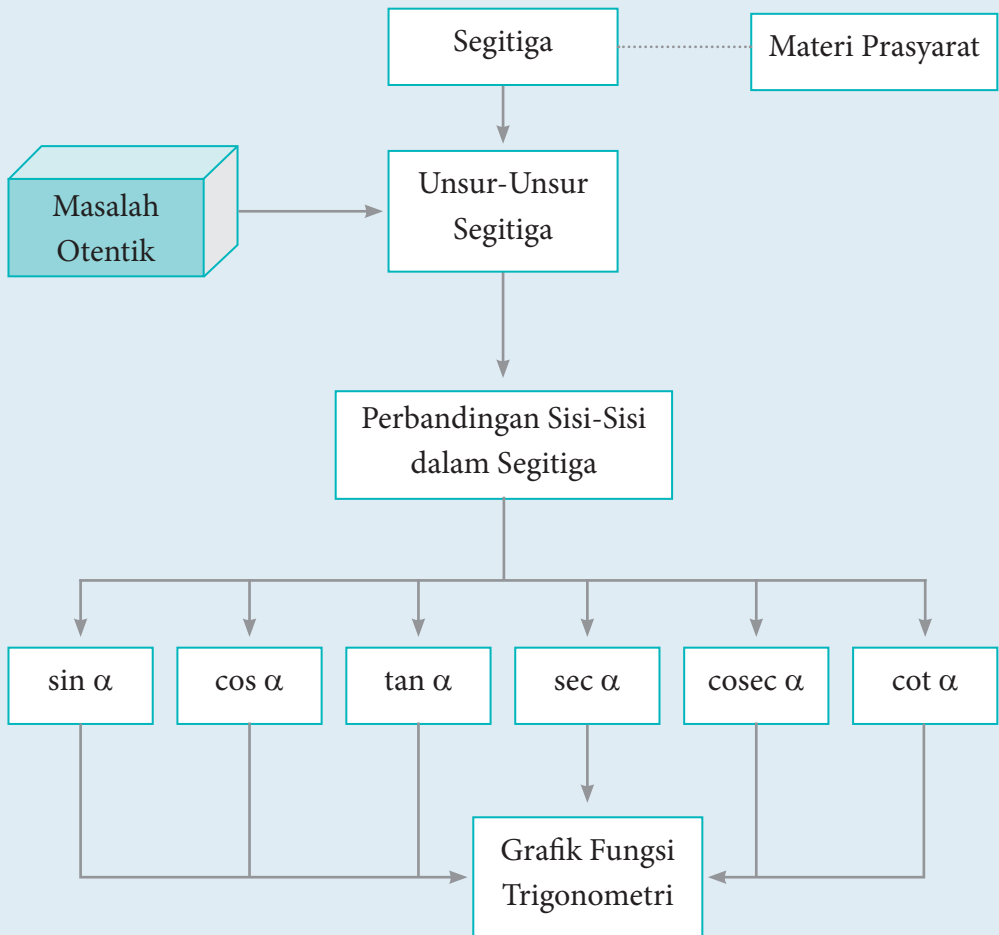 Segitiga
Materi Prasyarat
Masalah
Otentik
Unsur-Unsur
Segitiga
Perbandingan Sisi-Sisi
dalam Segitiga
sin α
cos α
tan α
sec α
cosec α
cot α
Grafik Fungsi
Trigonometri